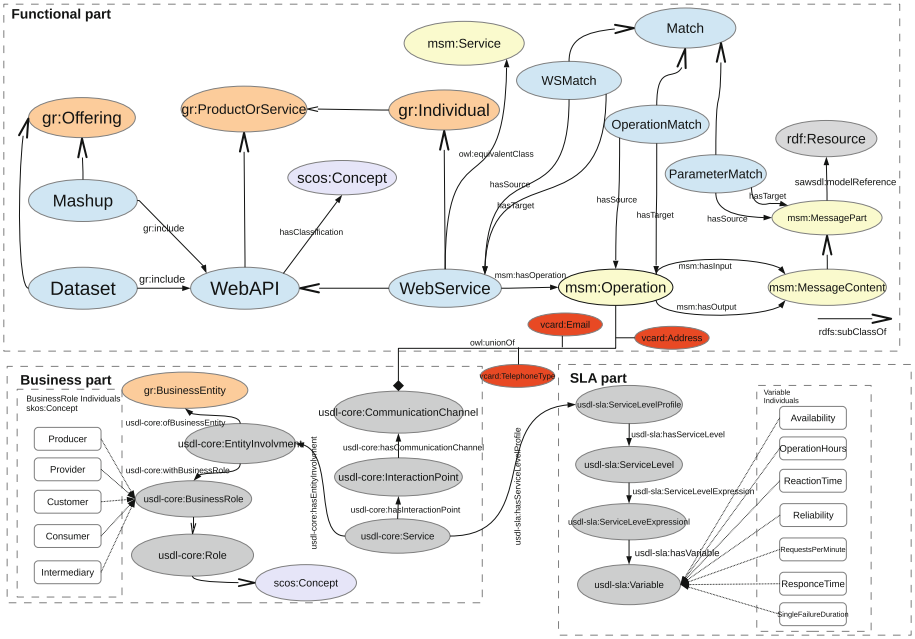 Functional part
msm:Service
Match
WSMatch
gr:Offering
gr:ProductOrService
gr:Individual
OperationMatch
rdf:Resource
owl:equivalentClass
scos:Concept
ParameterMatch
sawsdl:modelReference
hasSource
hasTarget
Mashup
hasSource
hasTarget
hasTarget
hasSource
msm:MessagePart
gr:include
hasClassification
msm:hasInput
gr:include
msm:hasOperation
Dataset
WebAPI
WebService
msm:Operation
msm:MessageContent
msm:hasOutput
rdfs:subClassOf
vcard:Email
vcard:Address
owl:unionOf
vcard:TelephoneType
Business part
gr:BusinessEntity
BusinessRole Individuals
skos:Concept
usdl-core:ofBusinessEntity
usdl-core:CommunicationChannel
Producer
usdl-core:EntityInvolvment
usdl-core:hasCommunicationChannel
Provider
usdl-core:withBusinessRole
usdl-core:InteractionPoint
Customer
usdl-core:BusinessRole
usdl-core:hasInteractionPoint
usdl-core:hasEntityInvolvment
Consumer
usdl-core:Service
usdl-sla:hasServiceLevelProfile
usdl-core:Role
Intermediary
scos:Concept
SLA part
Variable
Individuals
usdl-sla:ServiceLevelProfile
Availability
usdl-sla:hasServiceLevel
OperationHours
usdl-sla:ServiceLevel
ReactionTime
usdl-sla:ServiceLevelExpression
Reliability
usdl-sla:ServiceLeveExpressionl
RequestsPerMinute
usdl-sla:hasVariable
usdl-sla:Variable
ResponceTime
SingleFailureDuration